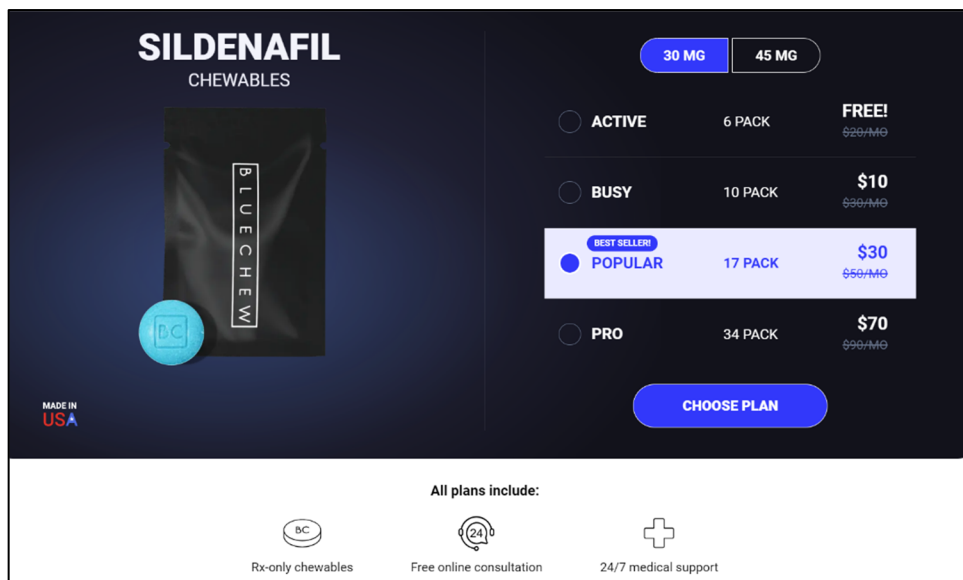 SILDENAFIL
CHEWABLES
BLUECHEW
BC
MADE IN
USA
30 MG
45 MG
ACTIVE 6 PACK FREE!
$20/MO
BUSY 10 PACK $10
$30/MO
BEST SELLER!
POPULAR 17 PACK $30
$50/MO
PRO 34 PACK $70
$90/MO
CHOOSE PLAN
All plans include:
BC
24
Rx-only chewables
Free online consultation
24/7 medical support